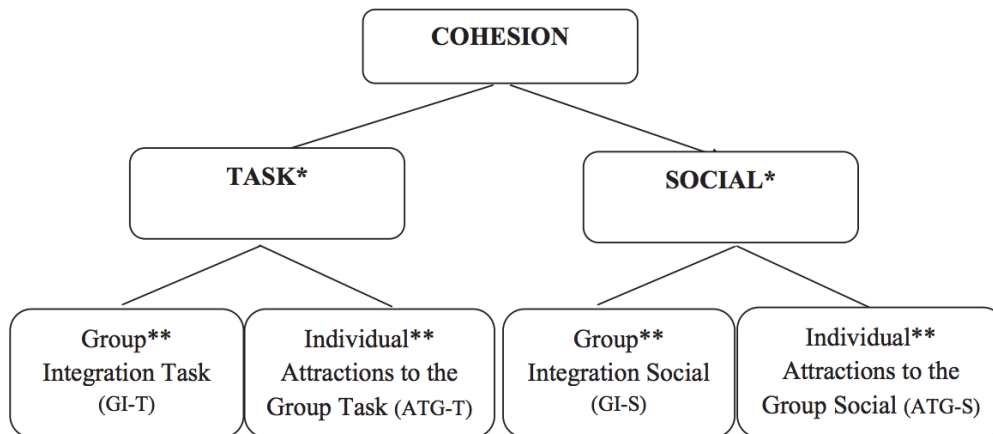 COHESION
TASK*
SOCIAL*
Group**
Integration Task
(GI-T)
Individual**
Attractions to the
Group Task (ATG-T)
Group**
Integration Social
(GI-S)
Individual**
Attractions to the
Group Social (ATG-S)